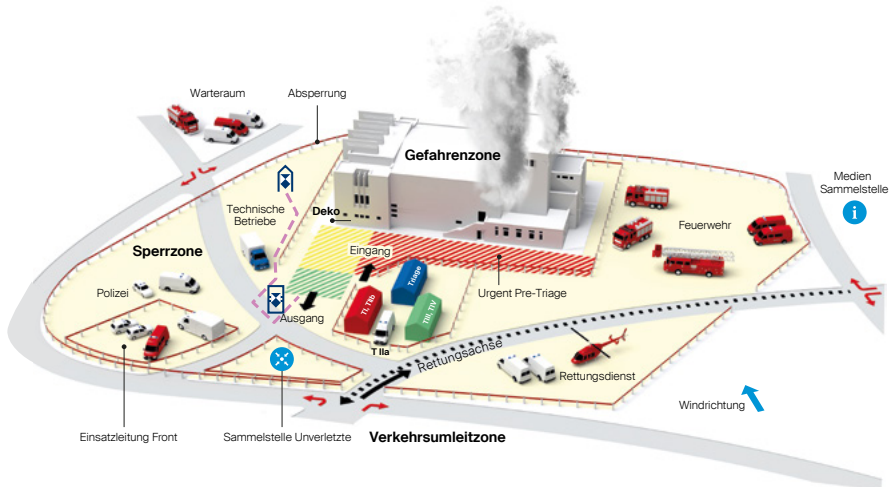 Warteraum
Absperrung
Gefahrenzone
Medien
Sammelstelle
i
Technische
Betriebe
Deko
Feuerwehr
Sperrzone
Eingang
Triage
Polizei
TI, TIIb
TIII, TIV
Urgent Pre-Triage
Ausgang
T IIa
Rettungsachse
Rettungsdienst
Windrichtung
Einsatzleitung Front
Sammelstelle Unverletzte
Verkehrsumleitzone